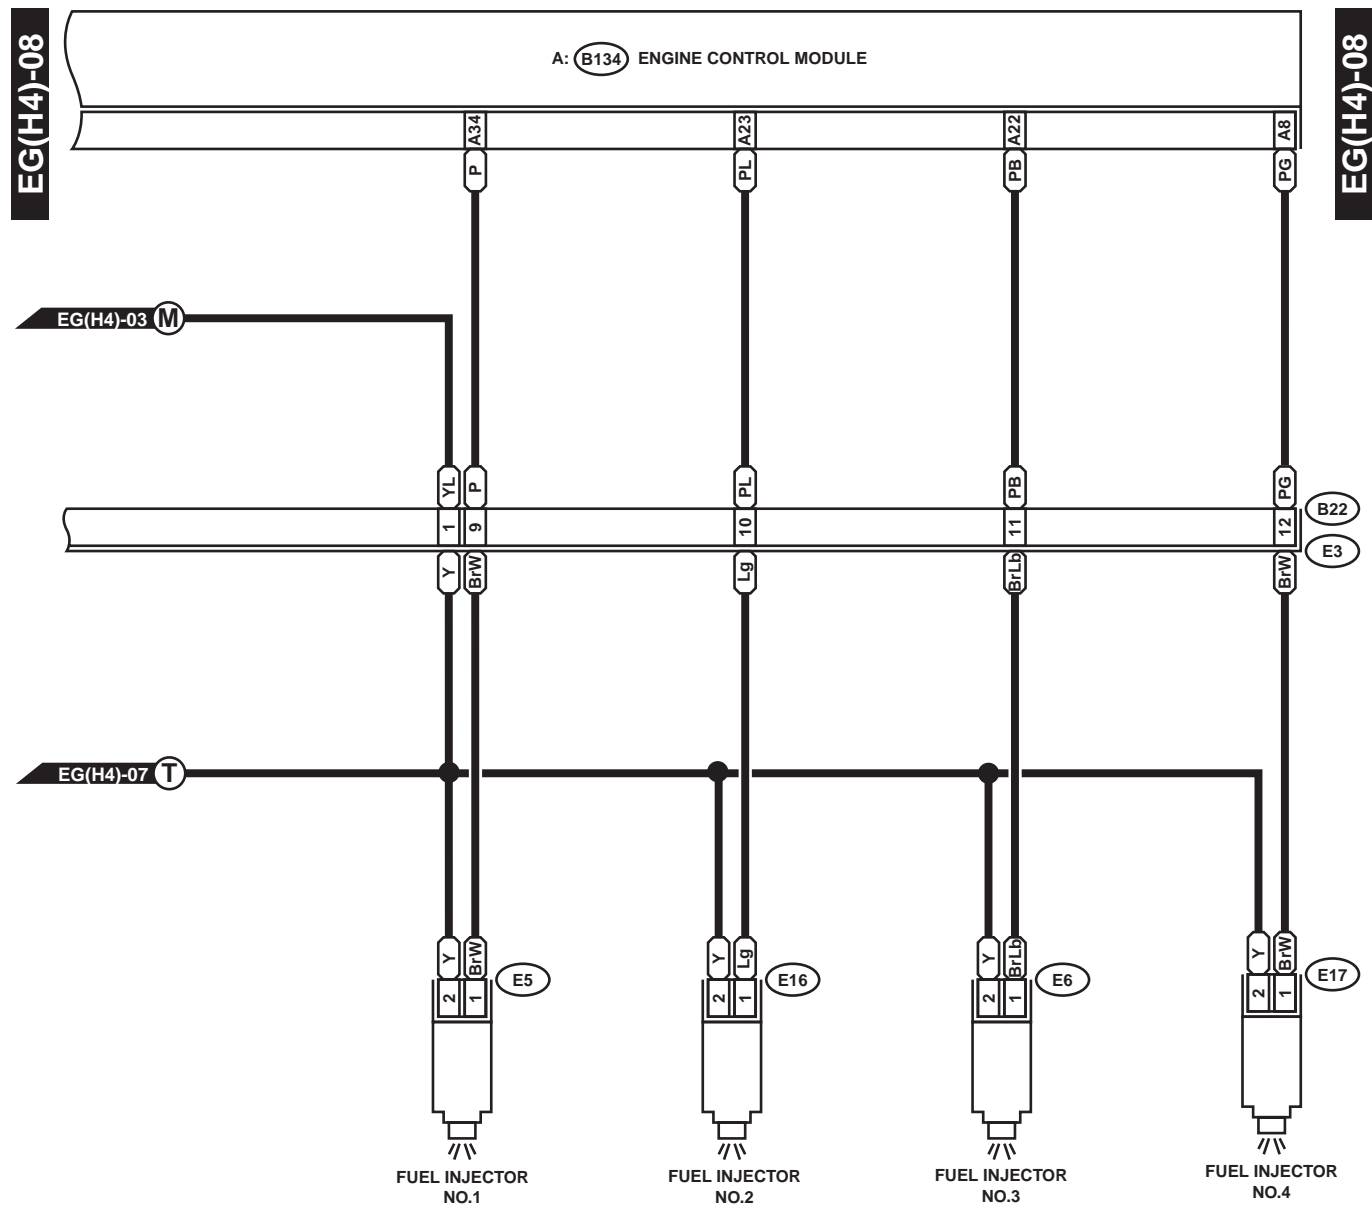 EG(H4)-08
EG(H4)-08
A: B134 ENGINE CONTROL MODULE
A34 A23 A22 A8
P PL PB PG
EG(H4)-03 M
YL P PL PB PG
1 9 10 11 12
B22
E3
Y BrW Lg BrLb BrW
EG(H4)-07 T
Y BrW Y Lg Y BrLb Y BrW
E5 E16 E6 E17
2 1 2 1 2 1 2 1
FUEL INJECTOR
NO.1
FUEL INJECTOR
NO.2
FUEL INJECTOR
NO.3
FUEL INJECTOR
NO.4